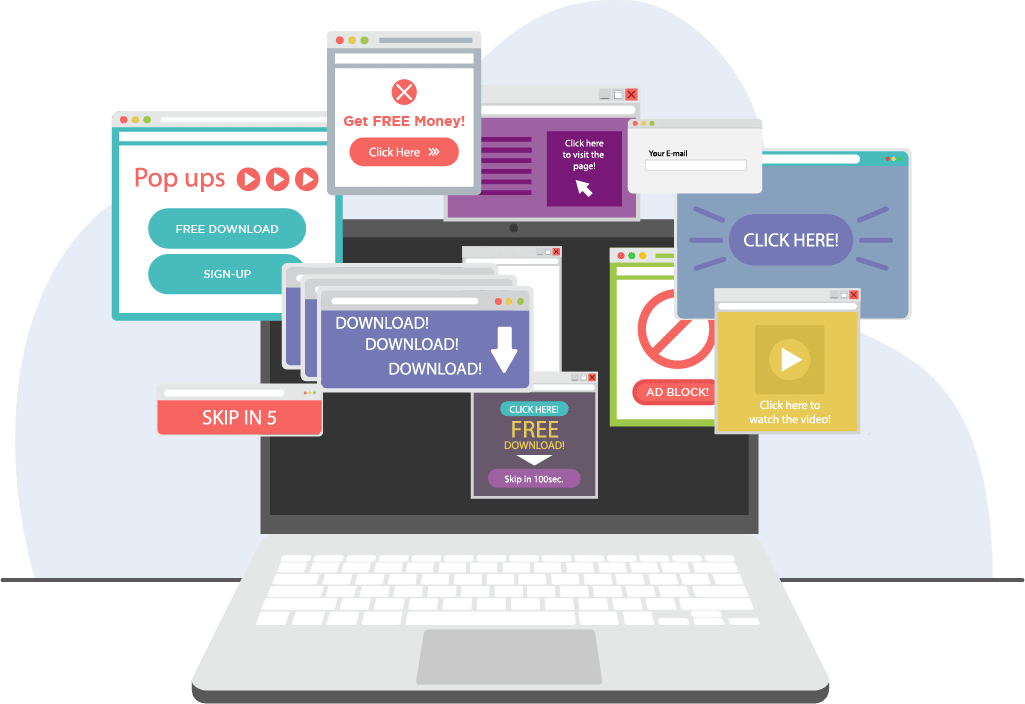 Get FREE Money!
Click Here
Click here
to visit the
page!
Your E-mail
Pop ups
FREE DOWNLOAD
SIGN-UP
CLICK HERE!
DOWNLOAD!
DOWNLOAD!
DOWNLOAD!
AD BLOCK!
Click here to
watch the video!
SKIP IN 5
CLICK HERE!
FREE
DOWNLOAD!
Skip in 100sec.